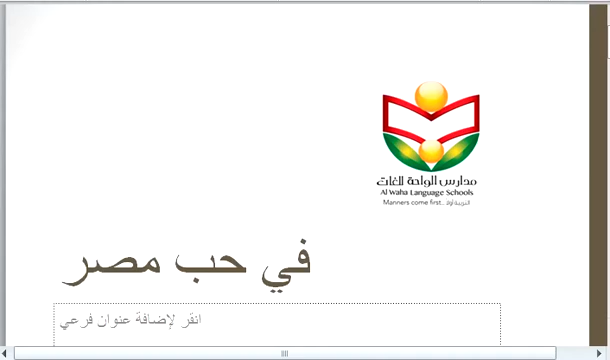 مدارس الواحة للغات
Al Waha Language Schools
Manners come first.. التربية أولاً
في حب مصر
انقر لإضافة عنوان فرعي